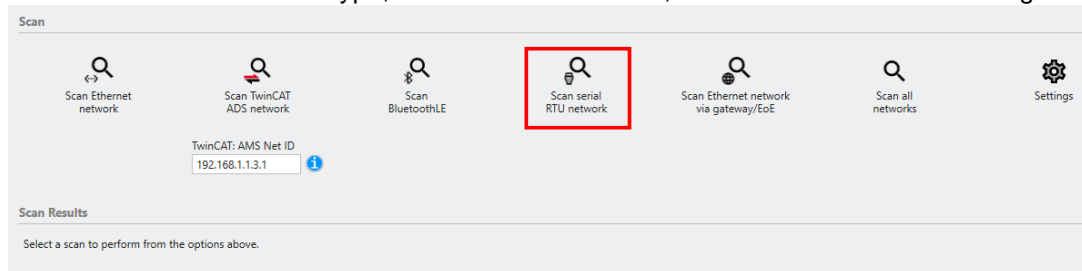 Scan
Scan Ethernet
network
Scan TwinCAT
ADS network
Scan
BluetoothLE
Scan serial
RTU network
Scan Ethernet network
via gateway/EoE
Scan all
networks
Settings
TwinCAT: AMS Net ID
192.168.1.1.3.1
Scan Results
Select a scan to perform from the options above.